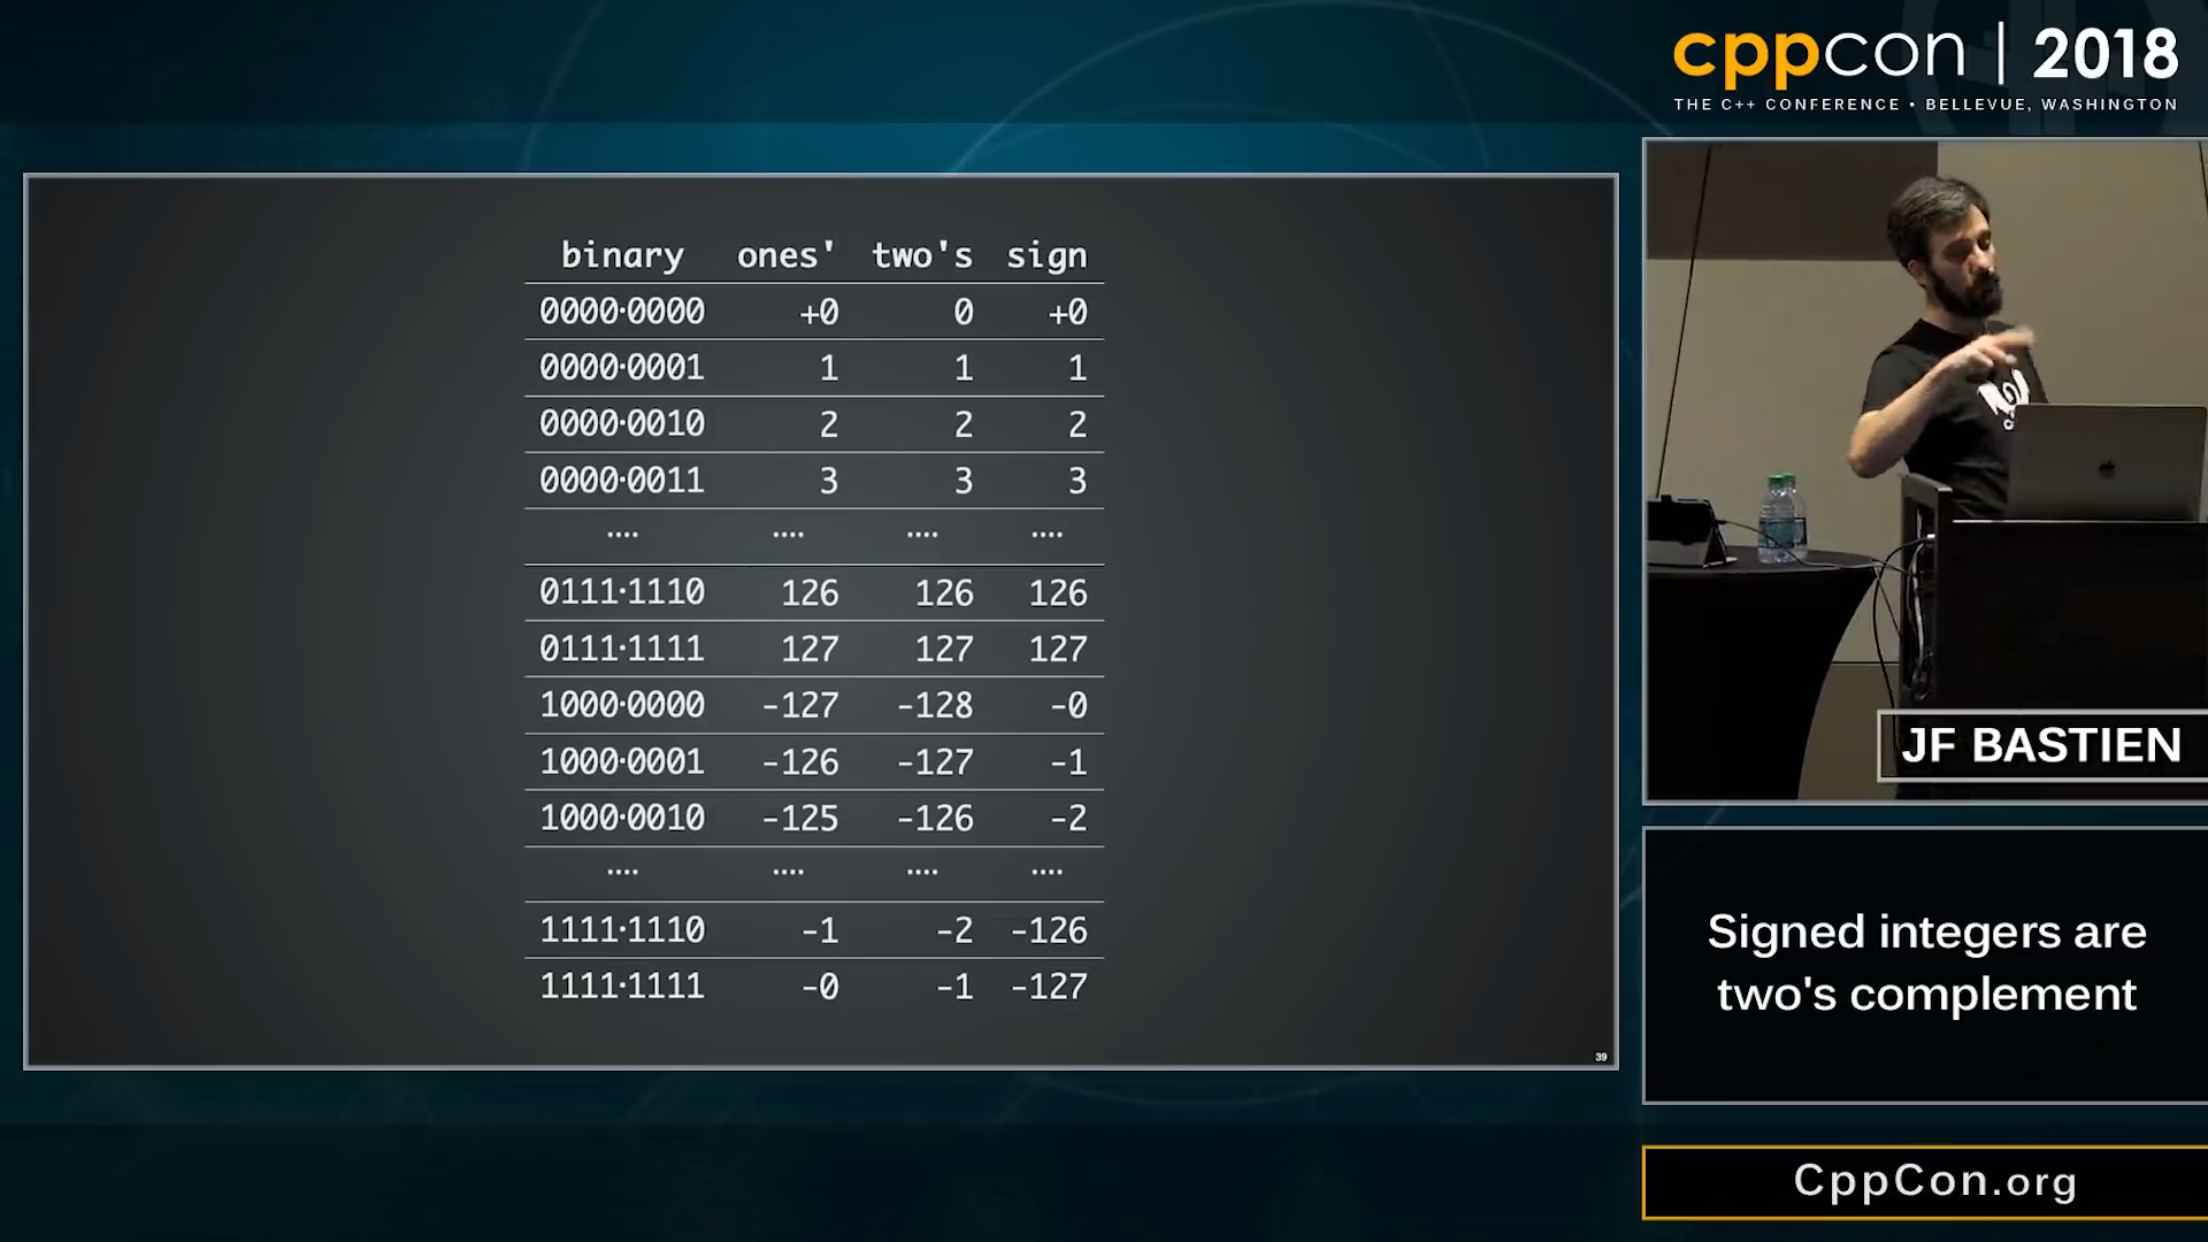 cppcon | 2018
THE C++ CONFERENCE • BELLEVUE, WASHINGTON
binary ones' two's sign
0000·0000 +0 0 +0
0000·0001 1 1 1
0000·0010 2 2 2
0000·0011 3 3 3
.... .... .... ....
0111·1110 126 126 126
0111·1111 127 127 127
1000·0000 -127 -128 -0
1000·0001 -126 -127 -1
1000·0010 -125 -126 -2
.... .... .... ....
1111·1110 -1 -2 -126
1111·1111 -0 -1 -127
39
JF BASTIEN
Signed integers are
two's complement
CppCon.org